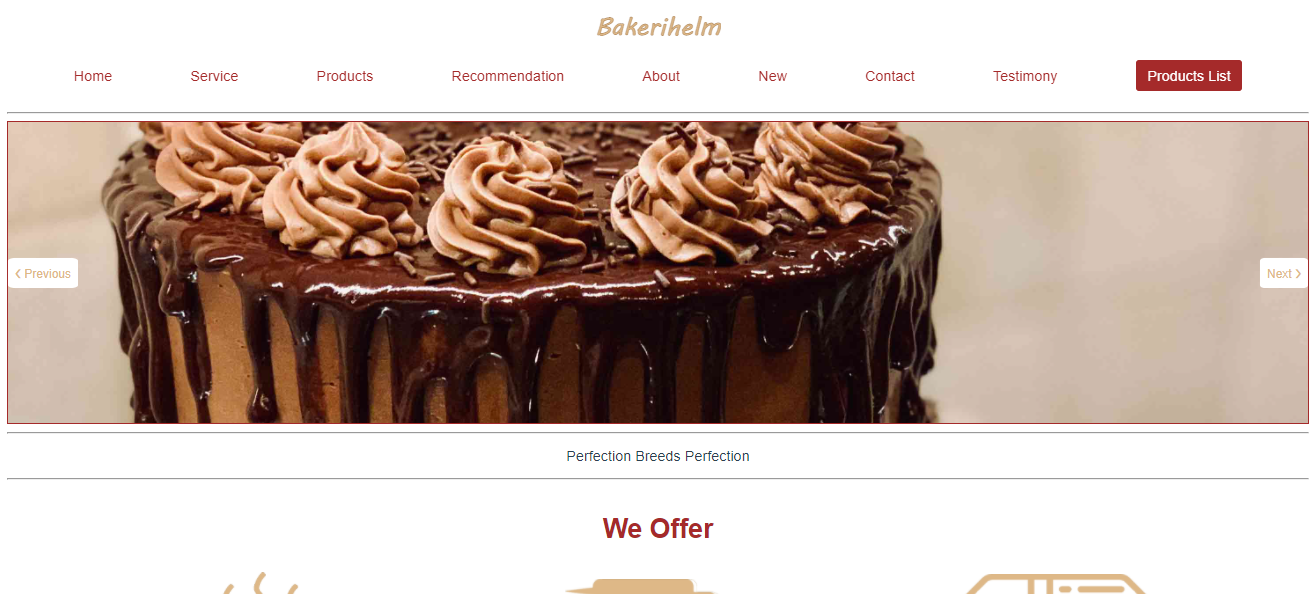 Bakerihelm
Home Service Products Recommendation About New Contact Testimony Products List
❮ Previous
Next ❯
Perfection Breeds Perfection
We Offer